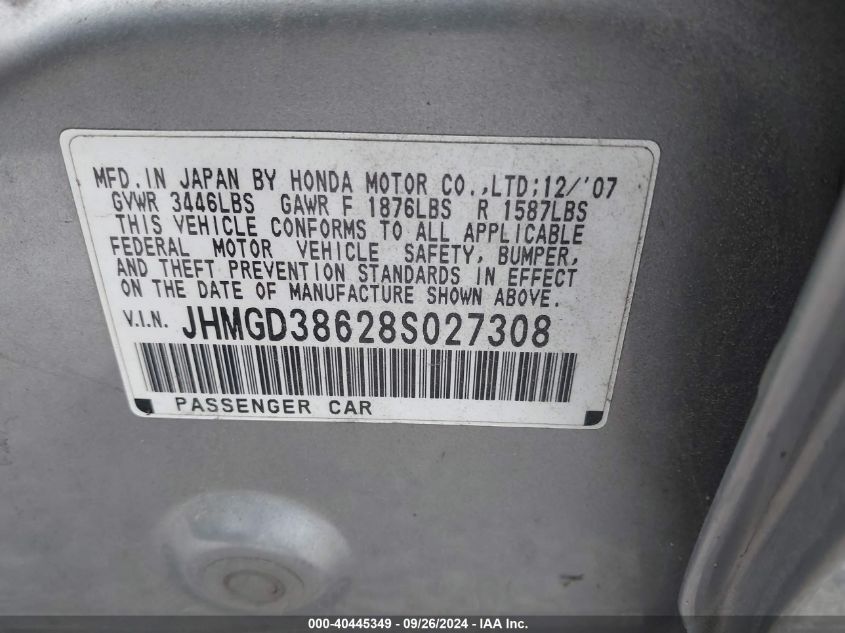 MFD.IN JAPAN BY HONDA MOTOR CO.,LTD;12/'07
GVWR 3446LBS GAWR F 1876LBS R 1587LBS
THIS VEHICLE CONFORMS TO ALL APPLICABLE
FEDERAL MOTOR VEHICLE SAFETY, BUMPER,
AND THEFT PREVENTION STANDARDS IN EFFECT
ON THE DATE OF MANUFACTURE SHOWN ABOVE.
V.I.N. JHMGD38628S027308
PASSENGER CAR
000-40445349 - 09/26/2024 - IAA Inc.